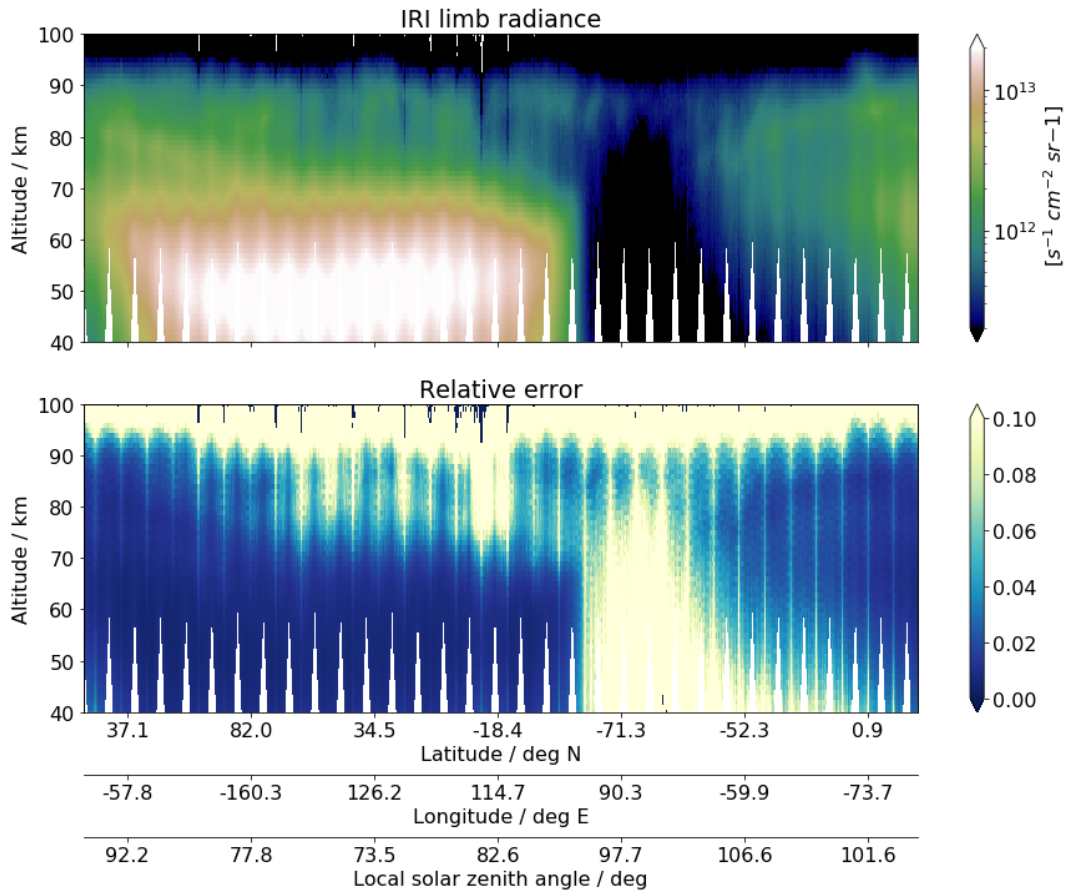 IRI limb radiance
100
90
80
70
60
50
40
Altitude / km
10^13
10^12
[s^−1 cm^−2 sr−1]
Relative error
100
90
80
70
60
50
40
Altitude / km
0.10
0.08
0.06
0.04
0.02
0.00
37.1 82.0 34.5 -18.4 -71.3 -52.3 0.9
Latitude / deg N
-57.8 -160.3 126.2 114.7 90.3 -59.9 -73.7
Longitude / deg E
92.2 77.8 73.5 82.6 97.7 106.6 101.6
Local solar zenith angle / deg